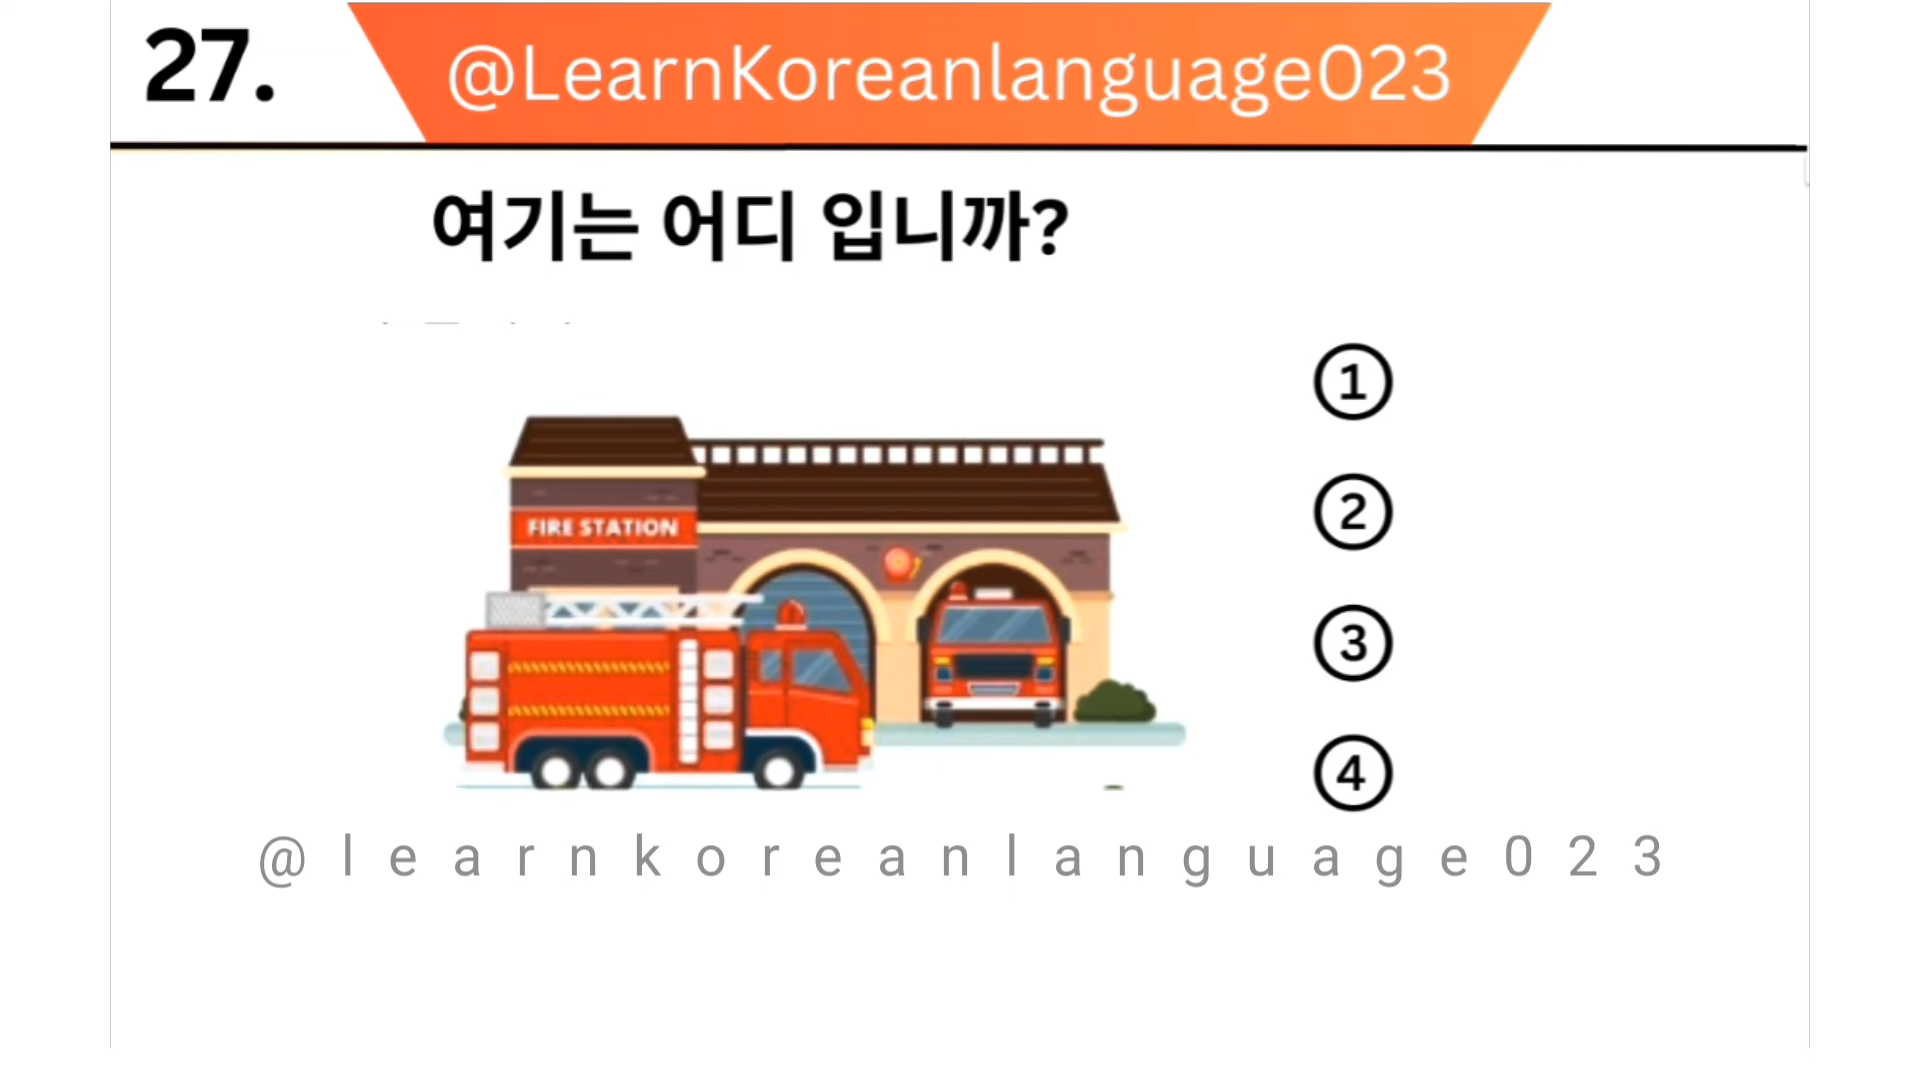 27.
@LearnKoreanlanguage023
여기는 어디 입니까?
①
FIRE STATION
②
③
④
@learnkoreanlanguage023